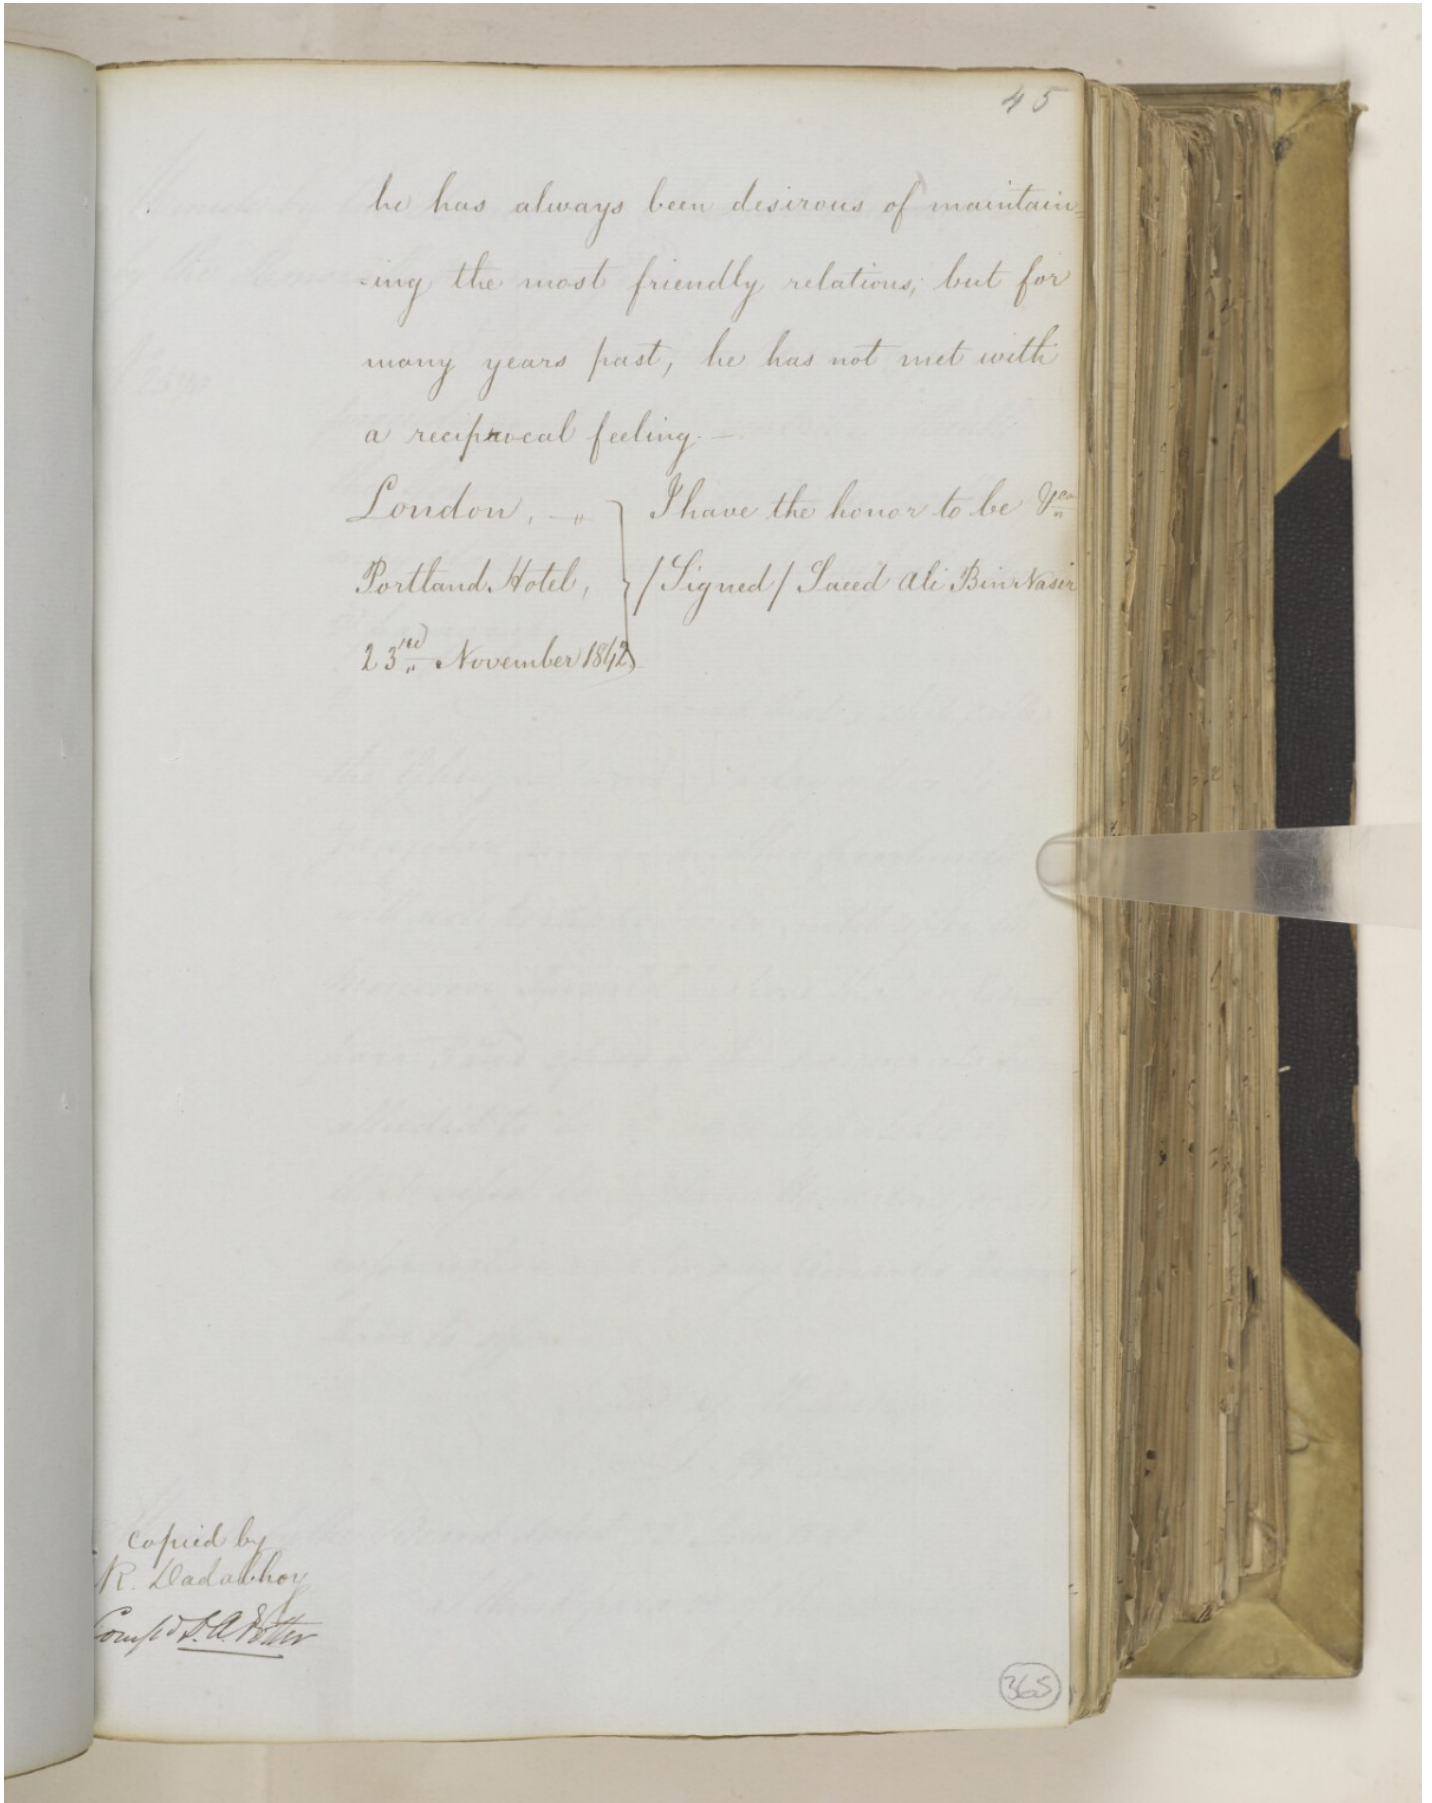 45
he has always been desirous of maintain=
=ing the most friendly relations; but for
many years past, he has not met with
a reciprocal feeling. —
London, I have the honor to be &ca
Portland Hotel, /Signed/ Saeed Ali Bin Nasir
23rd November 1842
copied by
R. Dadabhoy
Comp'd
365